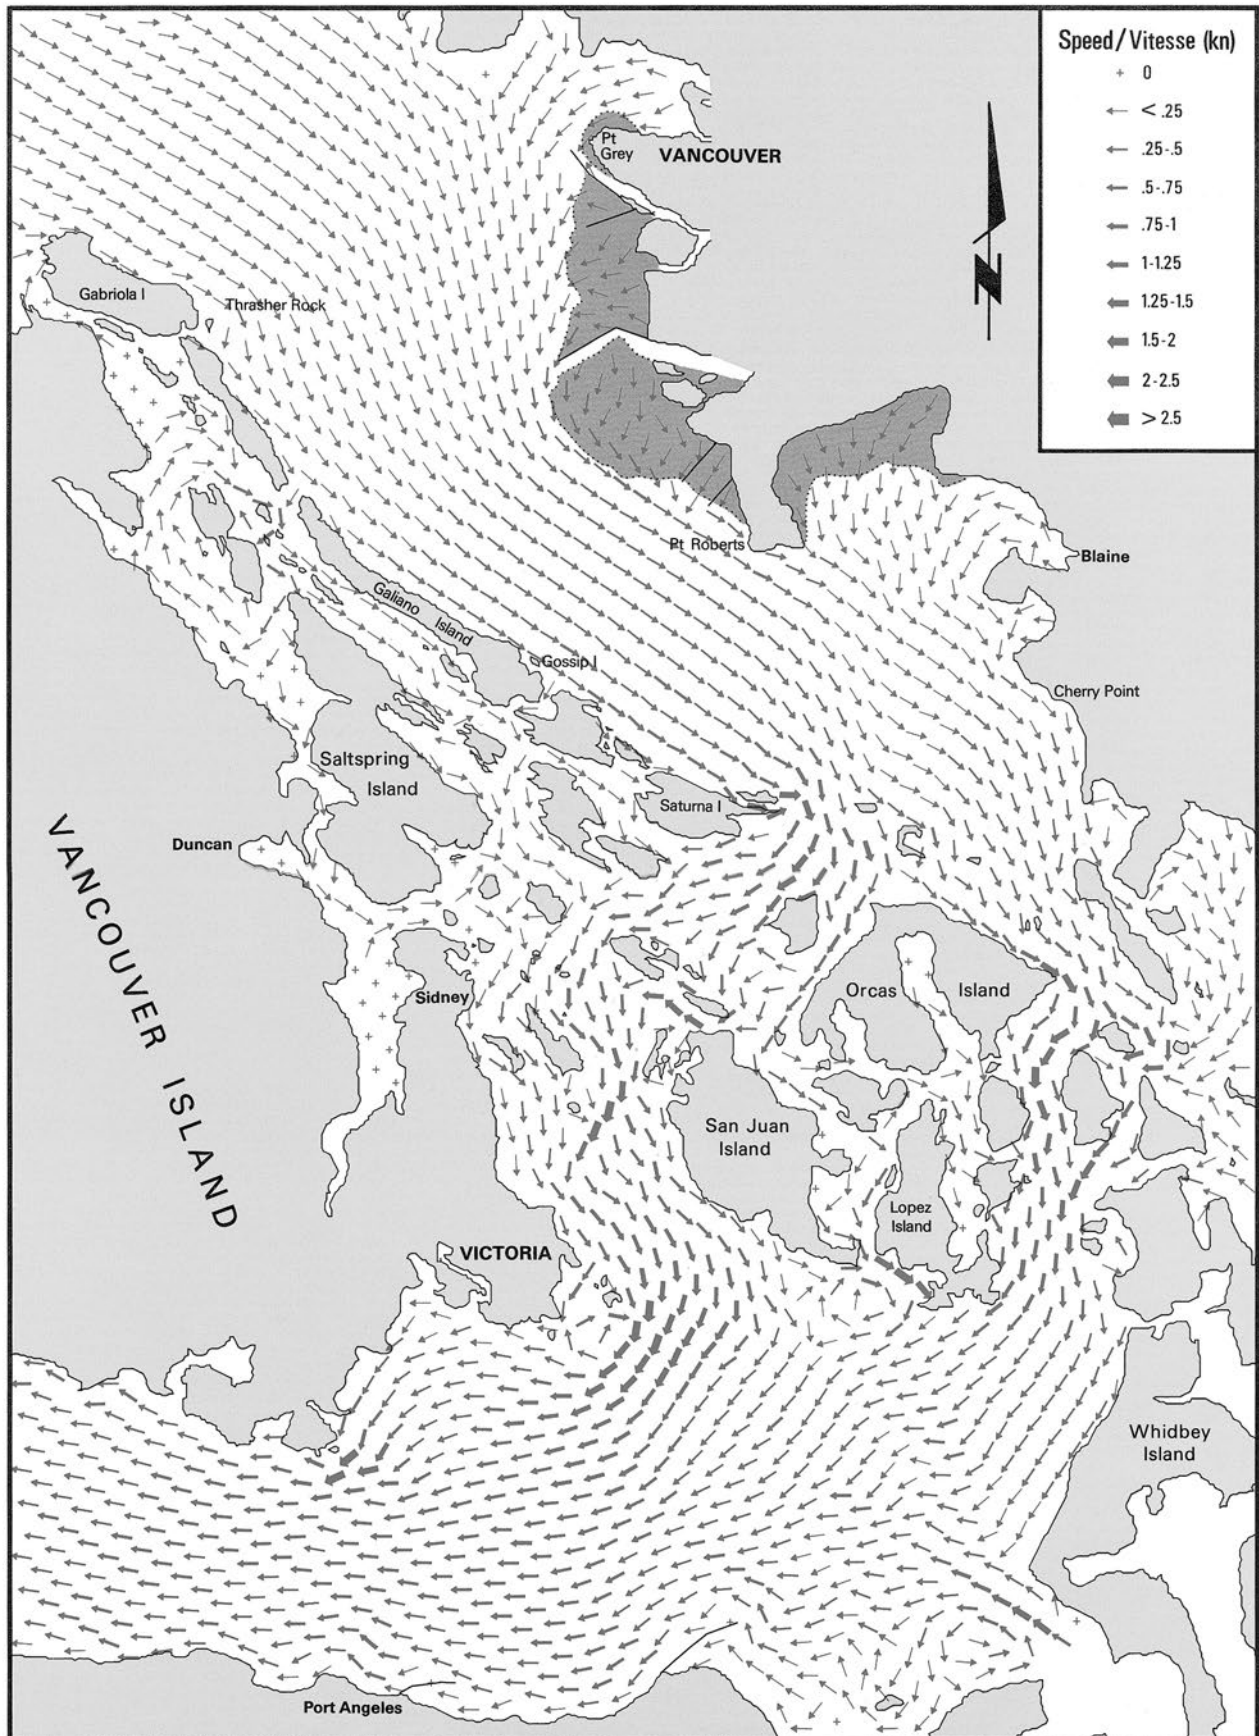 Speed/Vitesse (kn)
+ 0
< .25
.25-.5
.5-.75
.75-1
1-1.25
1.25-1.5
1.5-2
2-2.5
> 2.5
N
Pt
Grey
VANCOUVER
Gabriola I
Thrasher Rock
Pt Roberts
Blaine
Galiano
Island
Gossip I
Cherry Point
Saltspring
Island
Saturna I
Duncan
VANCOUVER ISLAND
Sidney
Orcas Island
San Juan
Island
Lopez
Island
VICTORIA
Whidbey
Island
Port Angeles